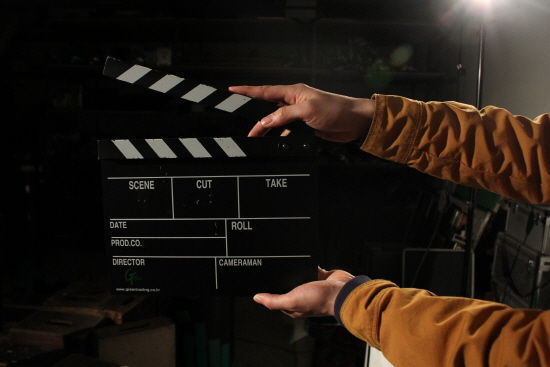 SCENE CUT TAKE
DATE ROLL
PROD.CO.
DIRECTOR CAMERAMAN